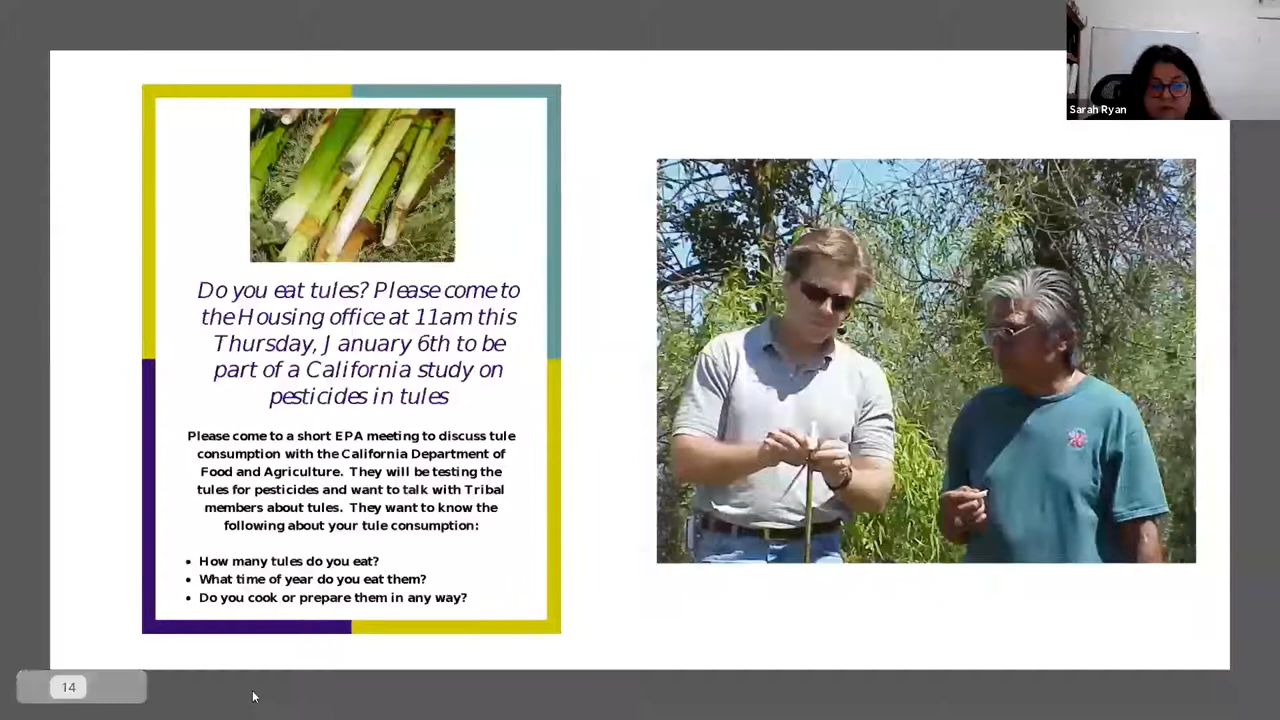 Sarah Ryan
Do you eat tules? Please come to
the Housing office at 11am this
Thursday, January 6th to be
part of a California study on
pesticides in tules
Please come to a short EPA meeting to discuss tule
consumption with the California Department of
Food and Agriculture. They will be testing the
tules for pesticides and want to talk with Tribal
members about tules. They want to know the
following about your tule consumption:
• How many tules do you eat?
• What time of year do you eat them?
• Do you cook or prepare them in any way?
14